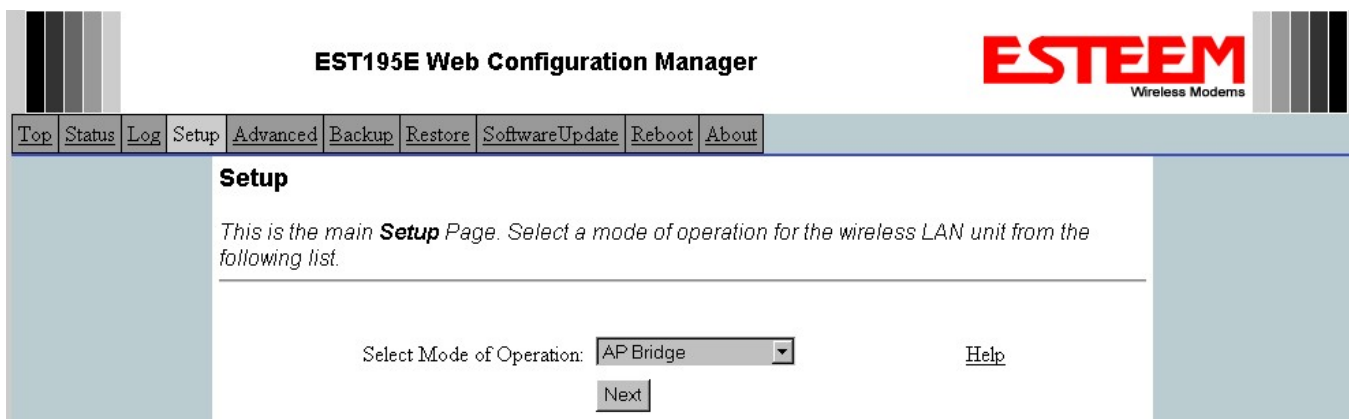 EST195E Web Configuration Manager
ESTEEM
Wireless Modems
Top Status Log Setup Advanced Backup Restore SoftwareUpdate Reboot About
Setup
This is the main Setup Page. Select a mode of operation for the wireless LAN unit from the
following list.
Select Mode of Operation: AP Bridge Help
Next